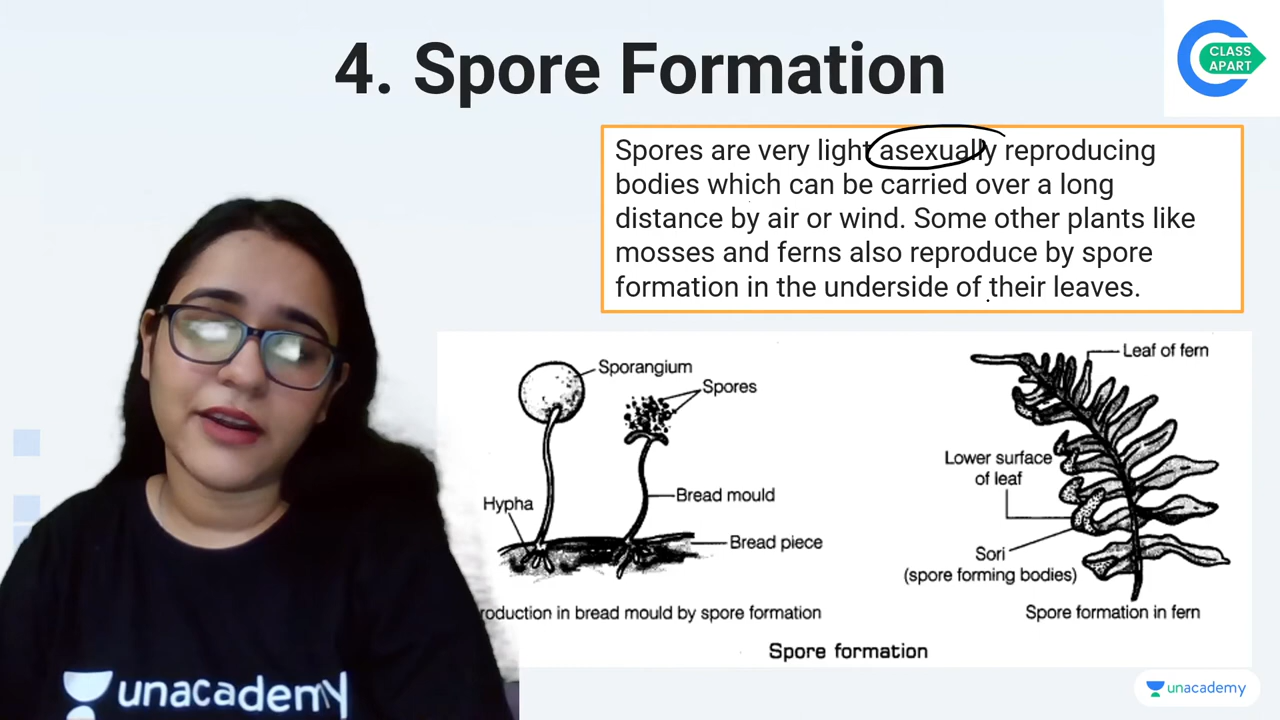 4. Spore Formation
CLASS
APART
Spores are very light asexually reproducing
bodies which can be carried over a long
distance by air or wind. Some other plants like
mosses and ferns also reproduce by spore
formation in the underside of their leaves.
Sporangium
Spores
Hypha
Bread mould
Bread piece
in bread mould by spore formation
Leaf of fern
Lower surface
of leaf
Sori
(spore forming bodies)
Spore formation in fern
Spore formation
unacademy
unacademy